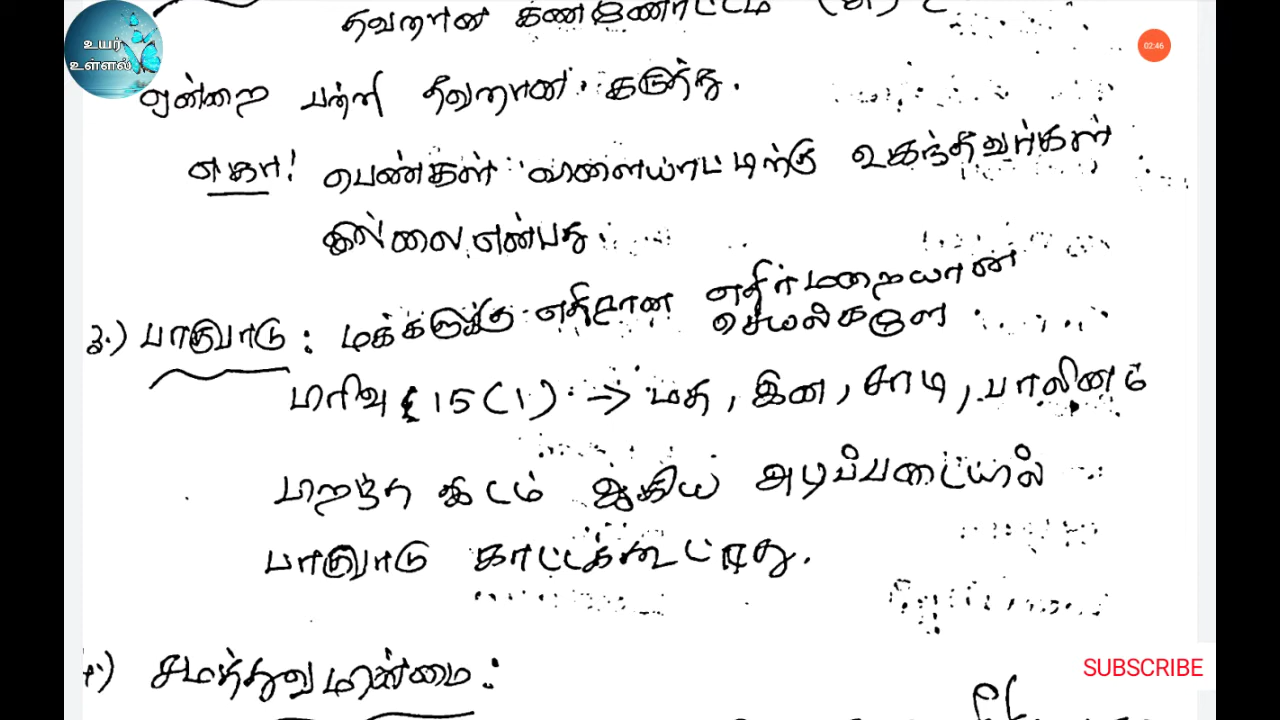 தவறான கண்ணோட்டம்
உயர்
உள்ளல்
02:46
ஒன்றை பற்றி தவறான கருத்து.
எகா! பெண்கள் விளையாட்டிற்கு உகந்தவர்கள்
இல்லை என்பது.
3.) பாகுபாடு : மக்களுக்கு எதிரான எதிர்மறையான
செயல்களுள
பிரிவு 15(1) → மத, இன, சாதி, பாலினம்
பிறந்த இடம் ஆகிய அடிப்படையில்
பாகுபாடு காட்டக்கூடாது.
4.) சமத்துவமின்மை :
SUBSCRIBE